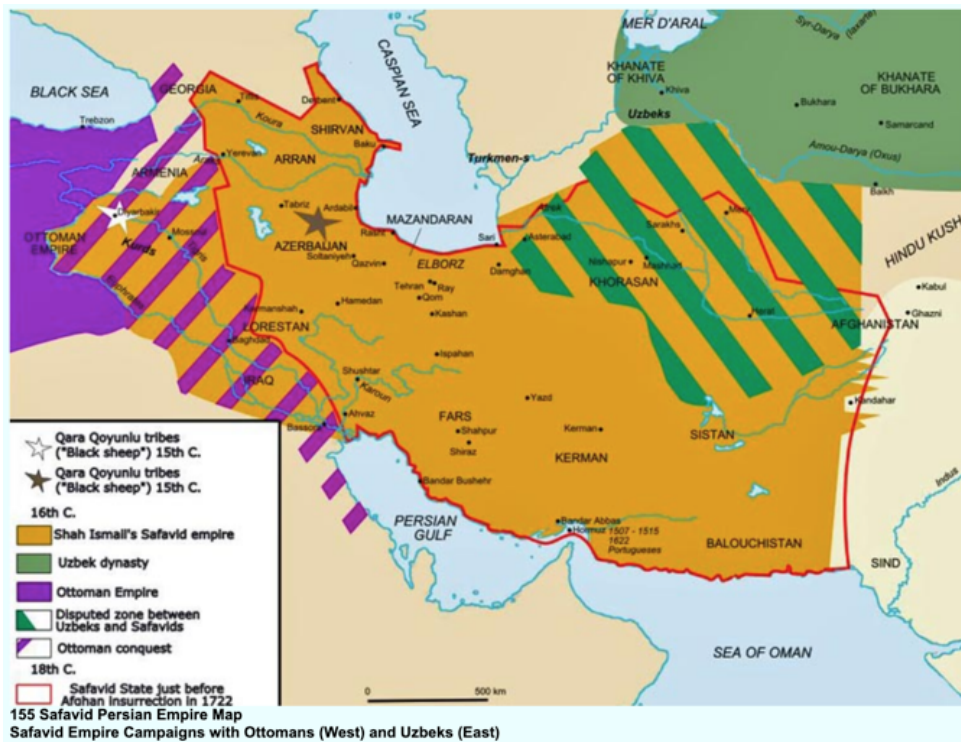 MER D'ARAL
Syr-Darya (Iaxarte)
CASPIAN SEA
KHANATE
OF KHIVA
Khiva
KHANATE
OF BUKHARA
Bukhara
Samarcand
Uzbeks
Amou-Darya (Oxus)
BLACK SEA
Trebzon
GEORGIA
Tiflis
Derbent
Koura
SHIRVAN
Baku
Turkmen-s
Balkh
ARMENIA
Yerevan
ARRAN
Diyarbakir
Tabriz
Ardabil
MAZANDARAN
Merv
Sarakhs
OTTOMAN
EMPIRE
Kurds
Mossoul
Tigris
AZERBAIJAN
Rasht
Sari
Asterabad
HINDU KUSH
Soltaniyeh
Qazvin
ELBORZ
Damghan
Nishapur
Mashhad
KHORASAN
Euphrate
Tehran
Ray
Qom
Kabul
Kermanshah
Hamedan
Kashan
Herat
Ghazni
LORESTAN
AFGHANISTAN
Baghdad
Ispahan
IRAQ
Shushtar
Karoun
Kandahar
Ahvaz
Yazd
Bassora
FARS
Shahpur
Shiraz
Kerman
KERMAN
SISTAN
Bandar Bushehr
Indus
PERSIAN
GULF
Bandar Abbas
Hormuz
1507 - 1515
1622
Portugueses
BALOUCHISTAN
SIND
SEA OF OMAN
0
500 km
Qara Qoyunlu tribes
("Black sheep") 15th C.
Qara Qoyunlu tribes
("Black sheep") 15th C.
16th C.
Shah Ismail's Safavid empire
Uzbek dynasty
Ottoman Empire
Disputed zone between
Uzbeks and Safavids
Ottoman conquest
18th C.
Safavid State just before
Afghan insurrection in 1722
155 Safavid Persian Empire Map
Safavid Empire Campaigns with Ottomans (West) and Uzbeks (East)